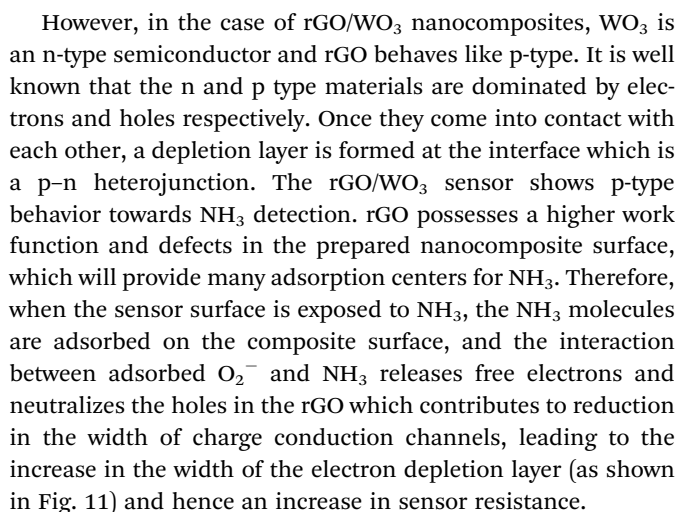 However, in the case of rGO/WO₃ nanocomposites, WO₃ is
an n-type semiconductor and rGO behaves like p-type. It is well
known that the n and p type materials are dominated by elec-
trons and holes respectively. Once they come into contact with
each other, a depletion layer is formed at the interface which is
a p–n heterojunction. The rGO/WO₃ sensor shows p-type
behavior towards NH₃ detection. rGO possesses a higher work
function and defects in the prepared nanocomposite surface,
which will provide many adsorption centers for NH₃. Therefore,
when the sensor surface is exposed to NH₃, the NH₃ molecules
are adsorbed on the composite surface, and the interaction
between adsorbed O₂⁻ and NH₃ releases free electrons and
neutralizes the holes in the rGO which contributes to reduction
in the width of charge conduction channels, leading to the
increase in the width of the electron depletion layer (as shown
in Fig. 11) and hence an increase in sensor resistance.